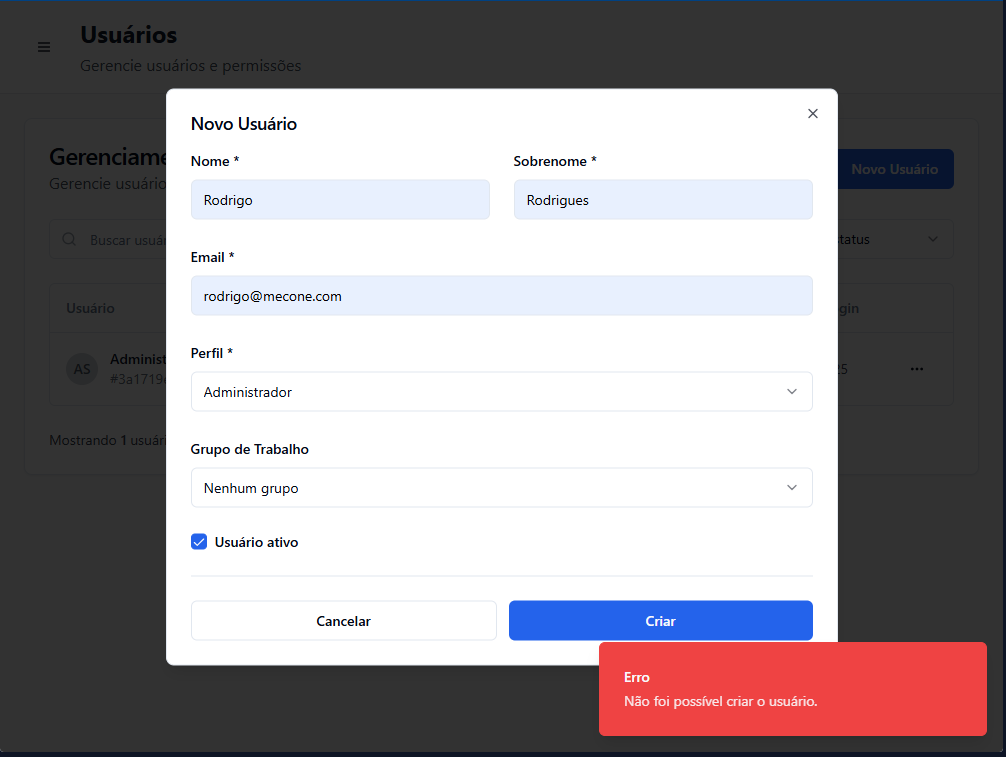 Usuários
Gerencie usuários e permissões
Novo Usuário
Nome *
Sobrenome *
Rodrigo
Rodrigues
Email *
rodrigo@mecone.com
Perfil *
Administrador
Grupo de Trabalho
Nenhum grupo
Usuário ativo
Cancelar
Criar
Gerenciame
Gerencie usuário
Novo Usuário
Buscar usuár
tatus
Usuário
gin
AS
Administ
#3a1719
25
Mostrando 1 usuári
Erro
Não foi possível criar o usuário.